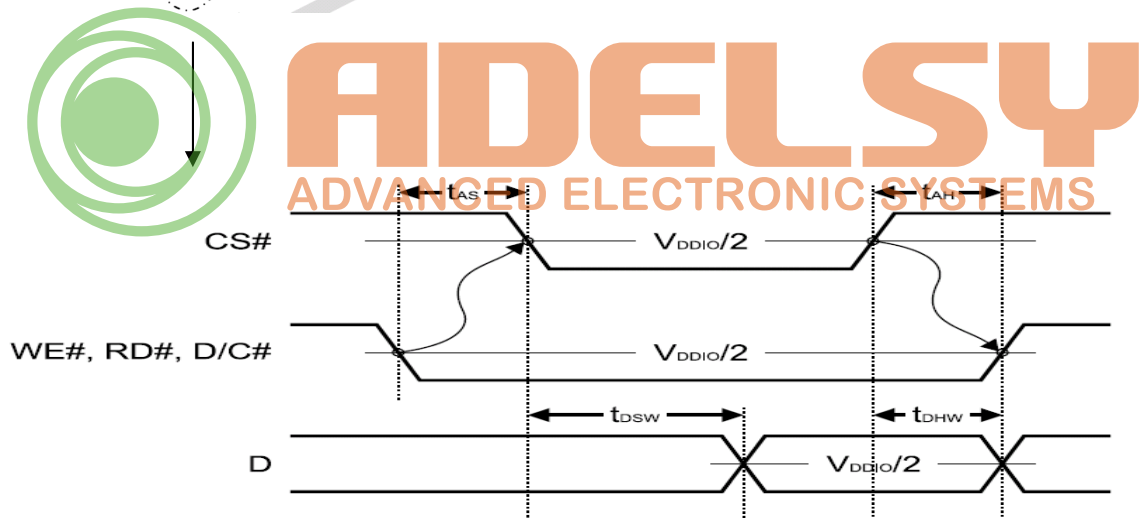 ADELSY
ADVANCED ELECTRONIC SYSTEMS
tAS
tAH
CS#
VDDIO/2
WE#, RD#, D/C#
VDDIO/2
tDSW
tDHW
D
VDDIO/2